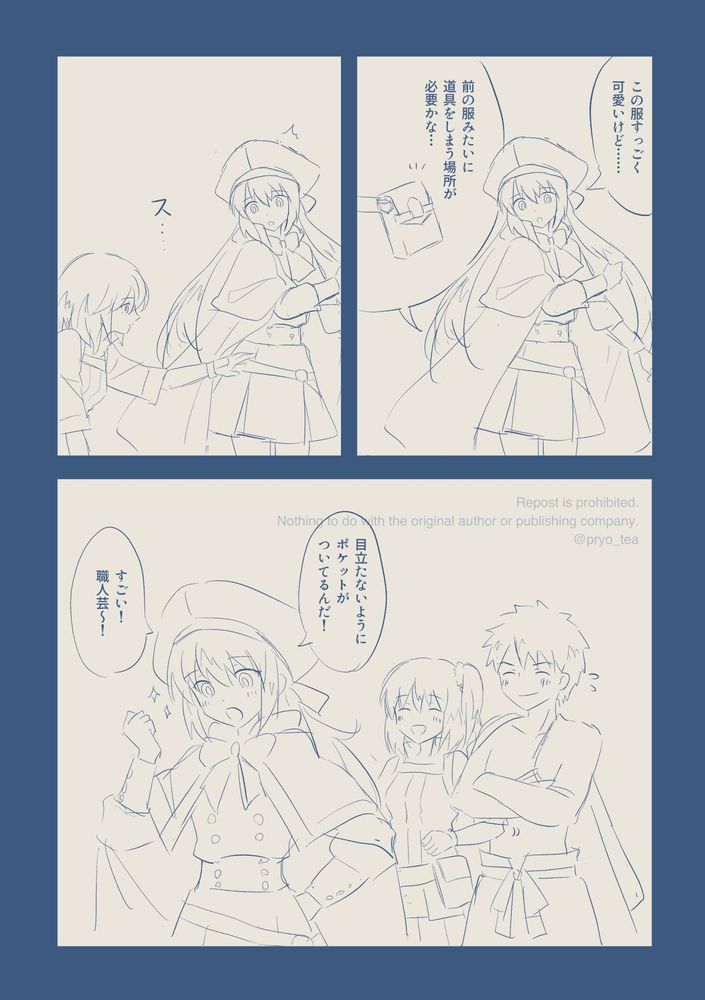 この服すっごく
可愛いけど……
前の服みたいに
道具をしまう場所が
必要かな…
ス……
Repost is prohibited.
Nothing to do with the original author or publishing company.
@pryo_tea
目立たないように
ポケットが
ついてるんだ！
すごい！
職人芸〜！